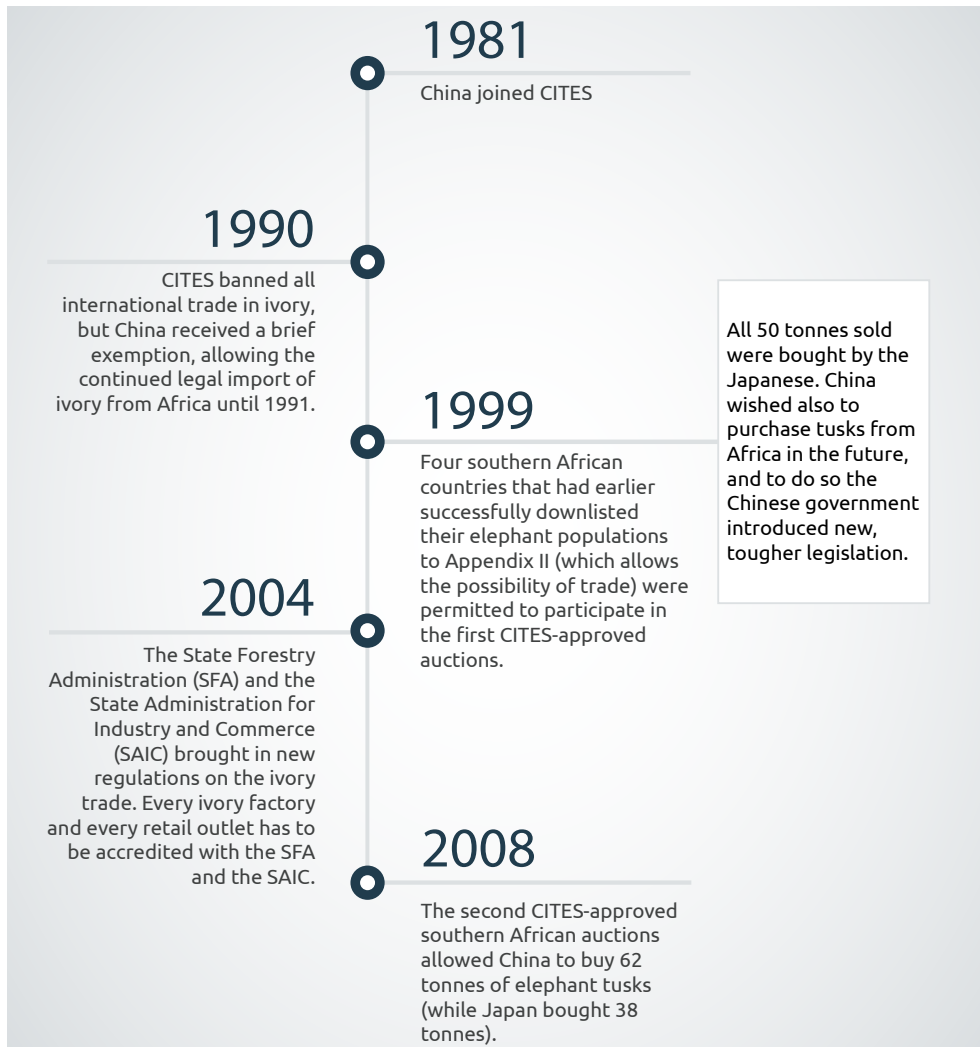 1981
China joined CITES
1990
CITES banned all
international trade in ivory,
but China received a brief
exemption, allowing the
continued legal import of
ivory from Africa until 1991.
1999
Four southern African
countries that had earlier
successfully downlisted
their elephant populations
to Appendix II (which allows
the possibility of trade) were
permitted to participate in
the first CITES-approved
auctions.
All 50 tonnes sold
were bought by the
Japanese. China
wished also to
purchase tusks from
Africa in the future,
and to do so the
Chinese government
introduced new,
tougher legislation.
2004
The State Forestry
Administration (SFA) and the
State Administration for
Industry and Commerce
(SAIC) brought in new
regulations on the ivory
trade. Every ivory factory
and every retail outlet has to
be accredited with the SFA
and the SAIC.
2008
The second CITES-approved
southern African auctions
allowed China to buy 62
tonnes of elephant tusks
(while Japan bought 38
tonnes).